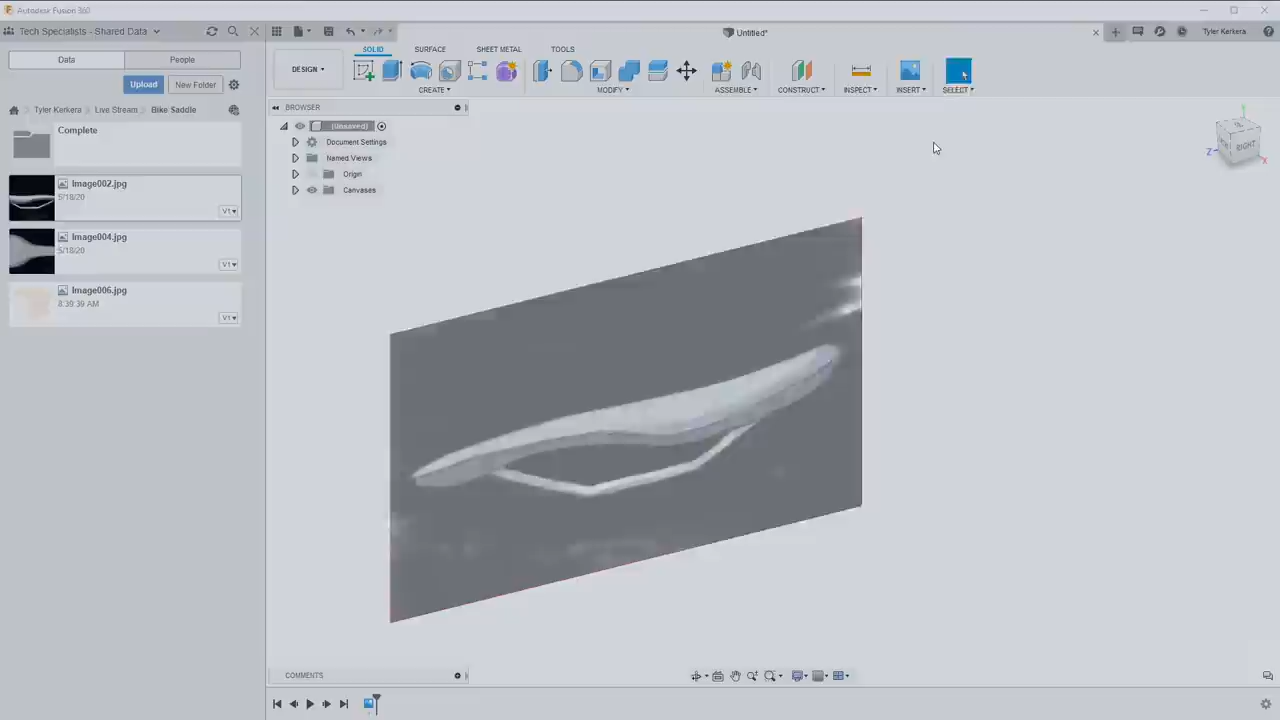 Autodesk Fusion 360
Tech Specialists - Shared Data
Untitled*
Tyler Kerkera
Data
People
Upload
New Folder
Tyler Kerkera
Live Stream
Bike Saddle
Complete
Image002.jpg
5/18/20
V1
Image004.jpg
5/18/20
V1
Image006.jpg
8:39:39 AM
V1
DESIGN
SOLID
SURFACE
SHEET METAL
TOOLS
CREATE
MODIFY
ASSEMBLE
CONSTRUCT
INSPECT
INSERT
SELECT
BROWSER
(Unsaved)
Document Settings
Named Views
Origin
Canvases
RIGHT
Z
X
COMMENTS